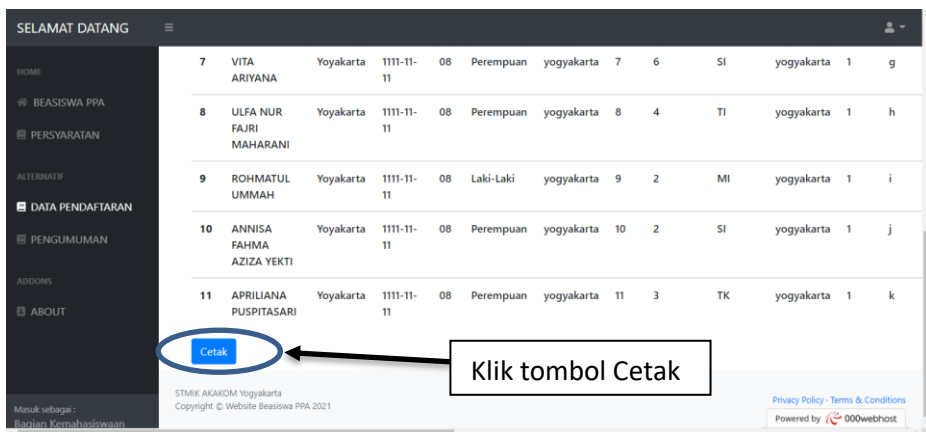 SELAMAT DATANG
HOME
BEASISWA PPA
PERSYARATAN
ALTERNATIF
DATA PENDAFTARAN
PENGUMUMAN
ADDONS
ABOUT
Masuk sebagai :
Bagian Kemahasiswaan
7 VITA Yoyakarta 1111-11- 08 Perempuan yogyakarta 7 6 SI yogyakarta 1 g
ARIYANA 11
8 ULFA NUR Yoyakarta 1111-11- 08 Perempuan yogyakarta 8 4 TI yogyakarta 1 h
FAJRI 11
MAHARANI
9 ROHMATUL Yoyakarta 1111-11- 08 Laki-Laki yogyakarta 9 2 MI yogyakarta 1 i
UMMAH 11
10 ANNISA Yoyakarta 1111-11- 08 Perempuan yogyakarta 10 2 SI yogyakarta 1 j
FAHMA 11
AZIZA YEKTI
11 APRILIANA Yoyakarta 1111-11- 08 Perempuan yogyakarta 11 3 TK yogyakarta 1 k
PUSPITASARI 11
Cetak
Klik tombol Cetak
STMIK AKAKOM Yogyakarta
Copyright © Website Beasiswa PPA 2021
Privacy Policy · Terms & Conditions
Powered by 000webhost